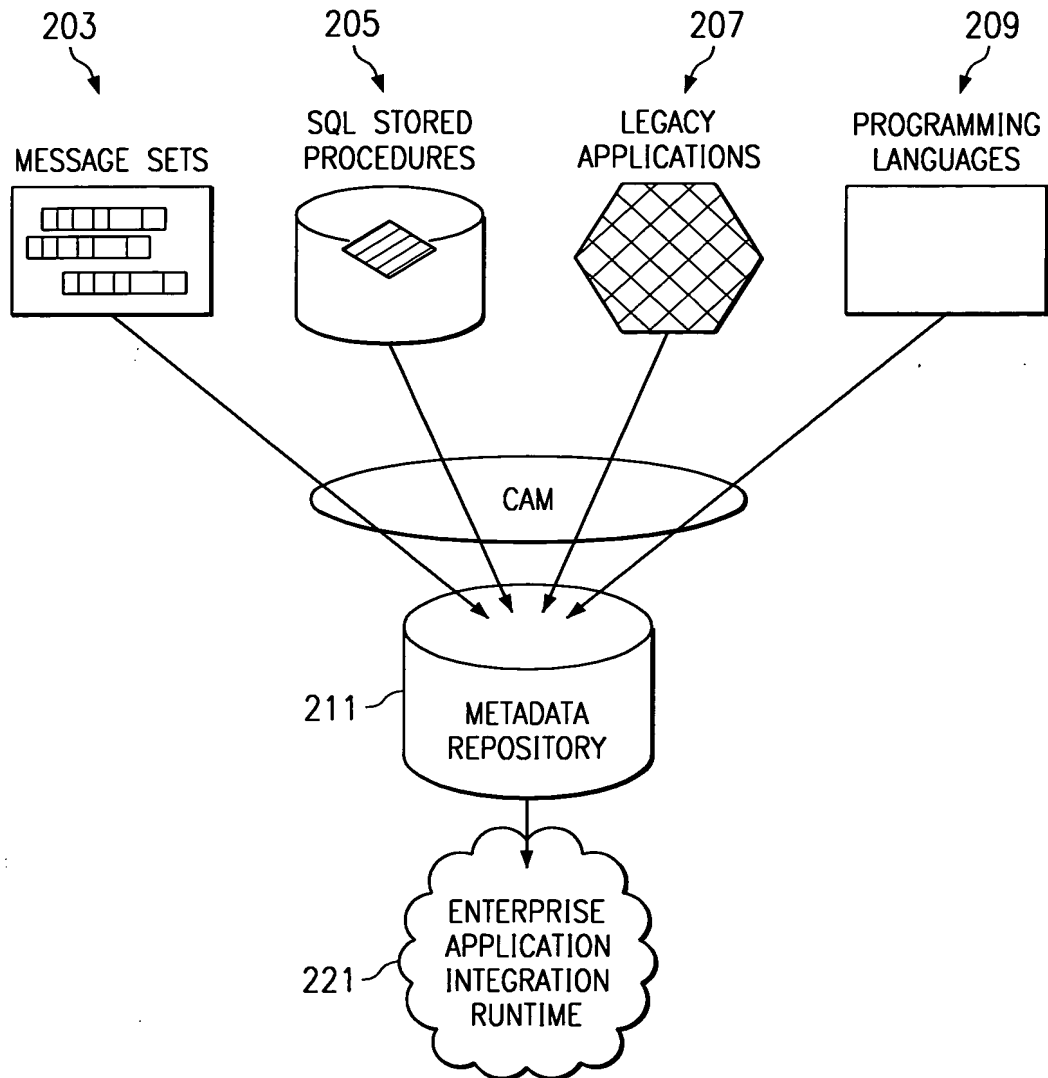 203
205
207
209
MESSAGE SETS
SQL STORED
PROCEDURES
LEGACY
APPLICATIONS
PROGRAMMING
LANGUAGES
CAM
211
METADATA
REPOSITORY
221
ENTERPRISE
APPLICATION
INTEGRATION
RUNTIME